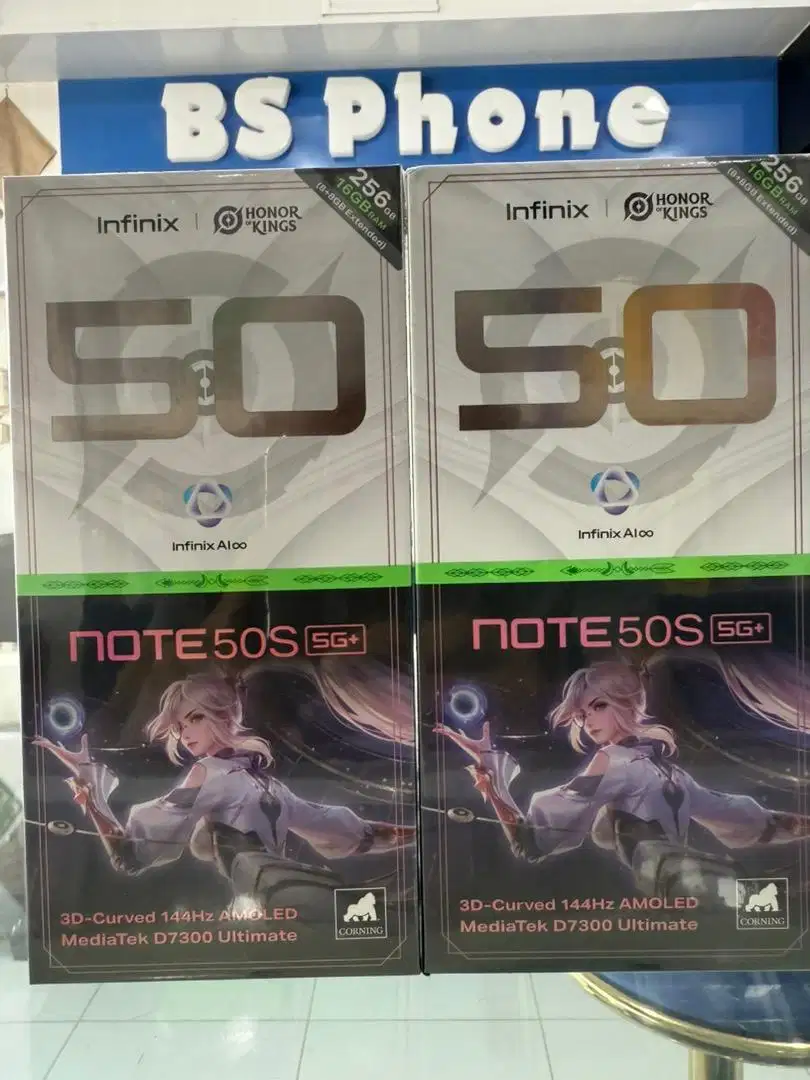 BS Phone
Infinix | HONOR OF KINGS
256GB
16GB RAM
(8+8GB Extended)
50
Infinix AI∞
NOTE 50S 5G+
3D-Curved 144Hz AMOLED
MediaTek D7300 Ultimate
CORNING
Infinix | HONOR OF KINGS
256GB
16GB RAM
(8+8GB Extended)
50
Infinix AI∞
NOTE 50S 5G+
3D-Curved 144Hz AMOLED
MediaTek D7300 Ultimate
CORNING